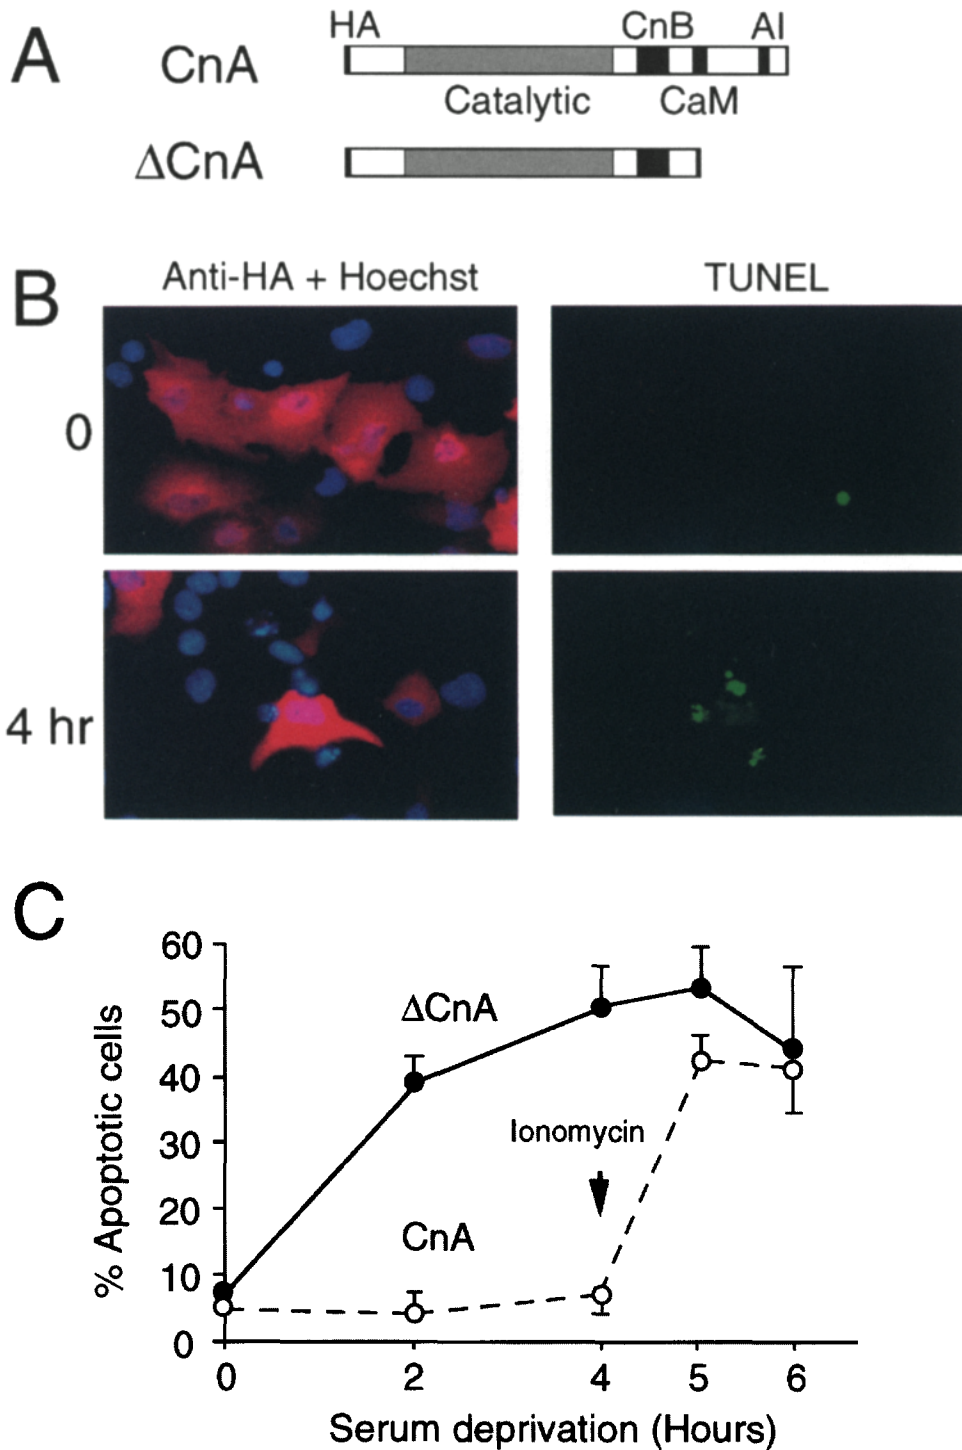 A
HA CnB AI
CnA
Catalytic CaM
ΔCnA
B
Anti-HA + Hoechst TUNEL
0
4 hr
C
60
50
40
30
20
10
0
% Apoptotic cells
ΔCnA
Ionomycin
CnA
0 2 4 5 6
Serum deprivation (Hours)